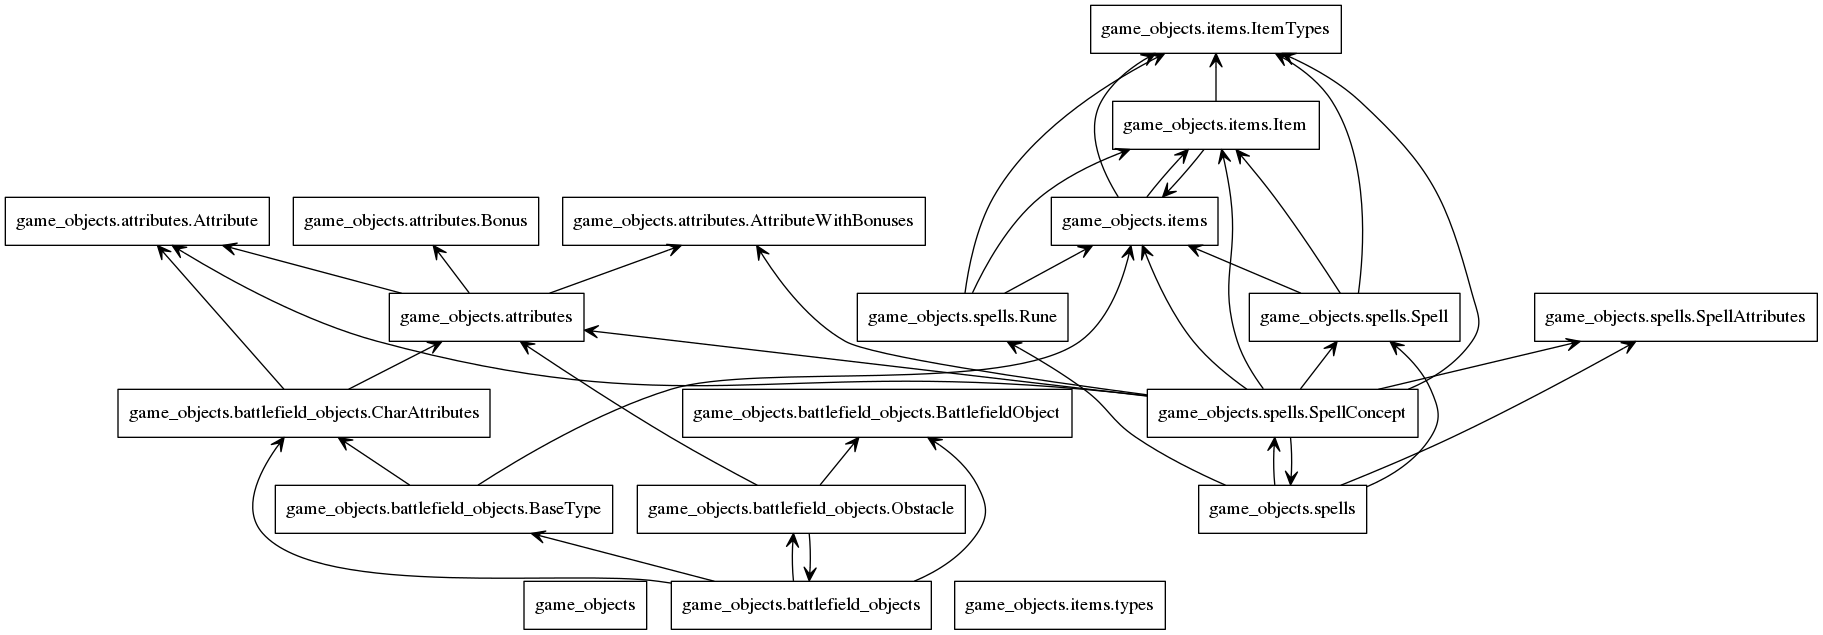 game_objects.items.ItemTypes
game_objects.items.Item
game_objects.attributes.Attribute
game_objects.attributes.Bonus
game_objects.attributes.AttributeWithBonuses
game_objects.items
game_objects.attributes
game_objects.spells.Rune
game_objects.spells.Spell
game_objects.spells.SpellAttributes
game_objects.battlefield_objects.CharAttributes
game_objects.battlefield_objects.BattlefieldObject
game_objects.spells.SpellConcept
game_objects.battlefield_objects.BaseType
game_objects.battlefield_objects.Obstacle
game_objects.spells
game_objects
game_objects.battlefield_objects
game_objects.items.types